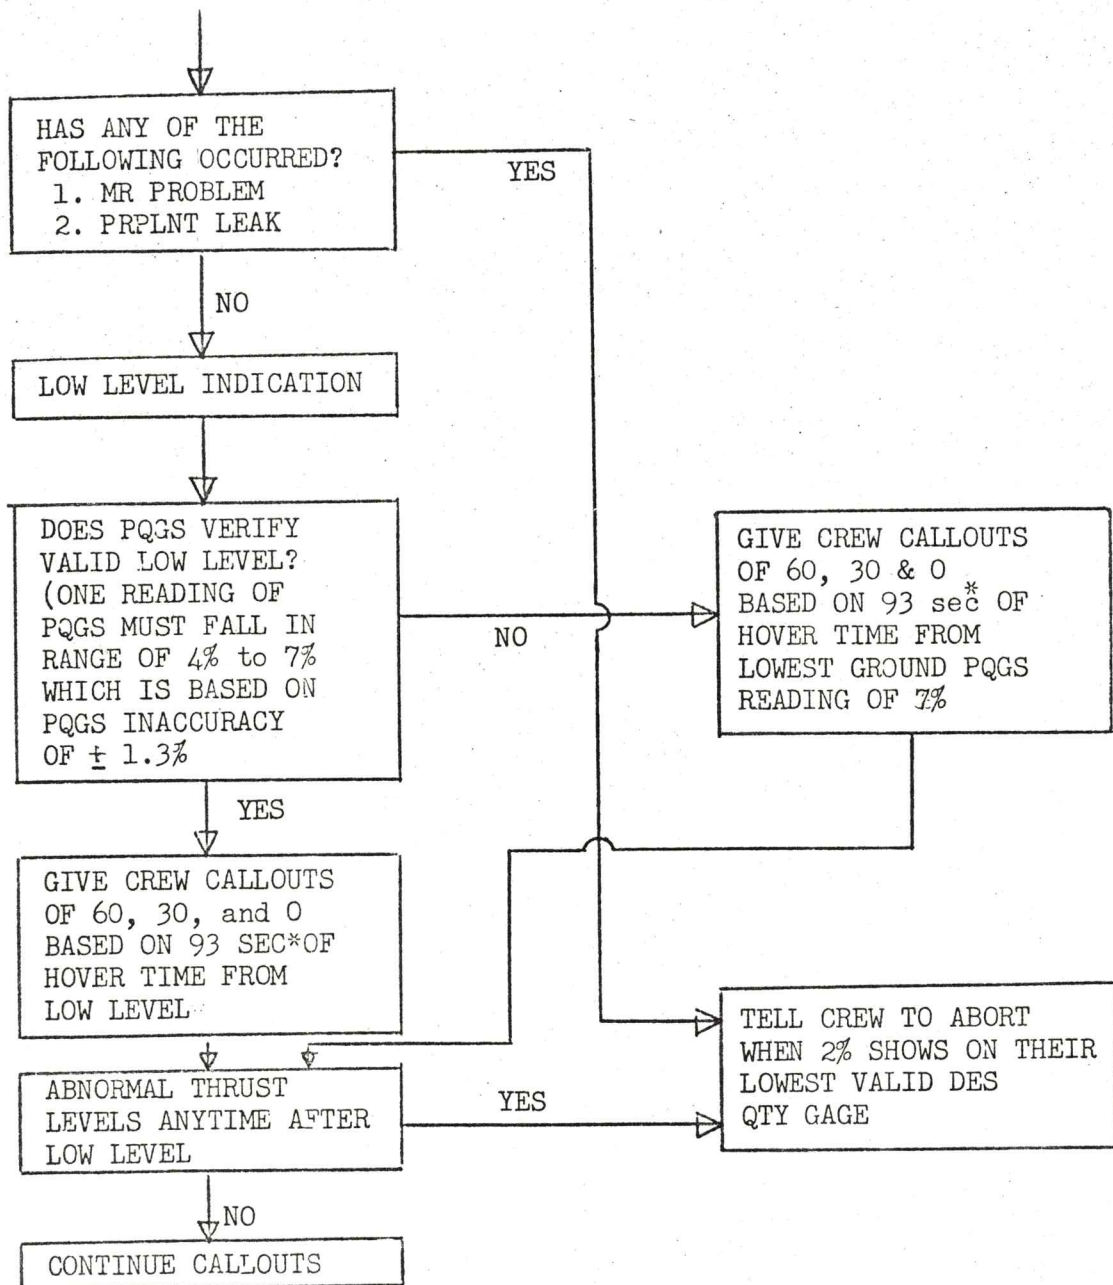 HAS ANY OF THE
FOLLOWING OCCURRED?
1. MR PROBLEM
2. PRPLNT LEAK
YES
NO
LOW LEVEL INDICATION
DOES PQGS VERIFY
VALID LOW LEVEL?
(ONE READING OF
PQGS MUST FALL IN
RANGE OF 4% to 7%
WHICH IS BASED ON
PQGS INACCURACY
OF ± 1.3%
NO
GIVE CREW CALLOUTS
OF 60, 30 & 0
BASED ON 93 sec* OF
HOVER TIME FROM
LOWEST GROUND PQGS
READING OF 7%
YES
GIVE CREW CALLOUTS
OF 60, 30, and 0
BASED ON 93 SEC*OF
HOVER TIME FROM
LOW LEVEL
ABNORMAL THRUST
LEVELS ANYTIME AFTER
LOW LEVEL
YES
TELL CREW TO ABORT
WHEN 2% SHOWS ON THEIR
LOWEST VALID DES
QTY GAGE
NO
CONTINUE CALLOUTS